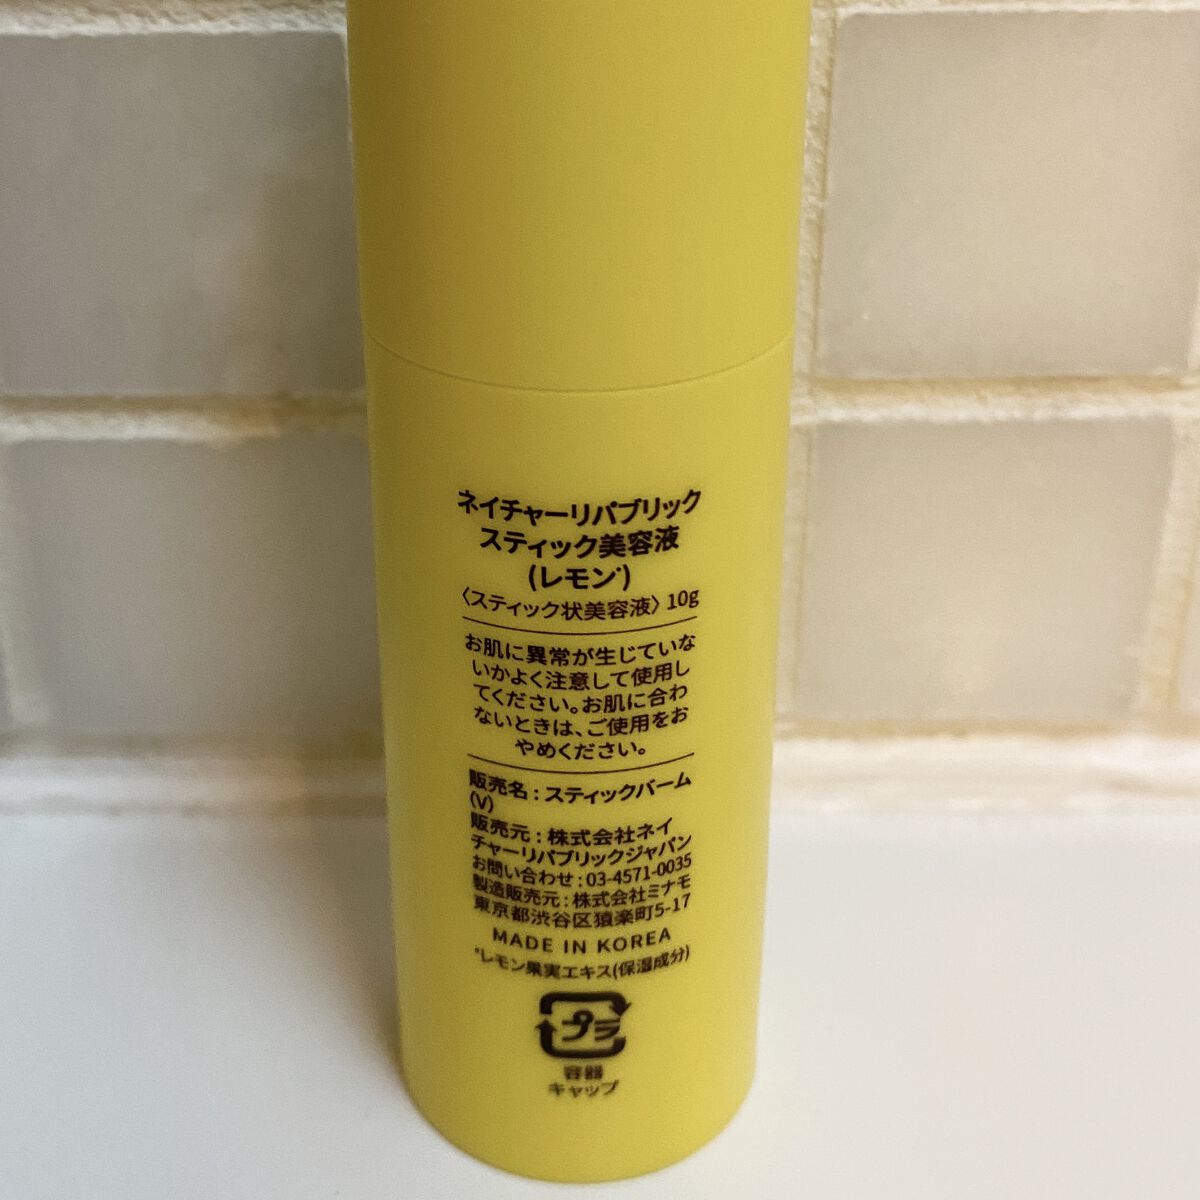 ネイチャーリパブリック
スティック美容液
(レモン*)
〈スティック状美容液〉10g
お肌に異常が生じていな
いかよく注意して使用し
てください。お肌に合わ
ないときは、ご使用をお
やめください。
販売名：スティックバーム
(V)
販売元：株式会社ネイ
チャーリパブリックジャパン
お問い合わせ：03-4571-0035
製造販売元：株式会社ミナモ
東京都渋谷区猿楽町5-17
MADE IN KOREA
*レモン果実エキス(保湿成分)
プラ
容器
キャップ